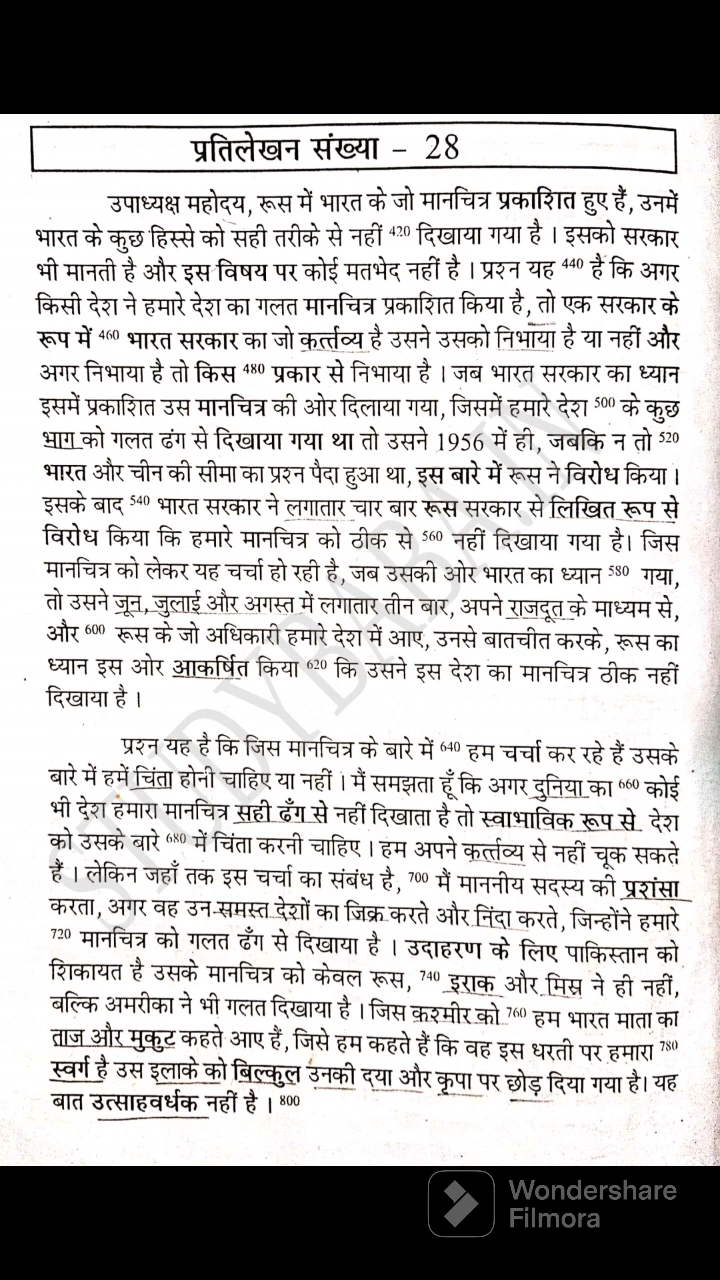 प्रतिलेखन संख्या - 28
उपाध्यक्ष महोदय, रूस में भारत के जो मानचित्र प्रकाशित हुए हैं, उनमें
भारत के कुछ हिस्से को सही तरीके से नहीं 420 दिखाया गया है । इसको सरकार
भी मानती है और इस विषय पर कोई मतभेद नहीं है । प्रश्न यह 440 है कि अगर
किसी देश ने हमारे देश का गलत मानचित्र प्रकाशित किया है, तो एक सरकार के
रूप में 460 भारत सरकार का जो कर्त्तव्य है उसने उसको निभाया है या नहीं और
अगर निभाया है तो किस 480 प्रकार से निभाया है । जब भारत सरकार का ध्यान
इसमें प्रकाशित उस मानचित्र की ओर दिलाया गया, जिसमें हमारे देश 500 के कुछ
भाग को गलत ढंग से दिखाया गया था तो उसने 1956 में ही, जबकि न तो 520
भारत और चीन की सीमा का प्रश्न पैदा हुआ था, इस बारे में रूस ने विरोध किया ।
इसके बाद 540 भारत सरकार ने लगातार चार बार रूस सरकार से लिखित रूप से
विरोध किया कि हमारे मानचित्र को ठीक से 560 नहीं दिखाया गया है। जिस
मानचित्र को लेकर यह चर्चा हो रही है, जब उसकी ओर भारत का ध्यान 580 गया,
तो उसने जून, जुलाई और अगस्त में लगातार तीन बार, अपने राजदूत के माध्यम से,
और 600 रूस के जो अधिकारी हमारे देश में आए, उनसे बातचीत करके, रूस का
ध्यान इस ओर आकर्षित किया 620 कि उसने इस देश का मानचित्र ठीक नहीं
दिखाया है ।
प्रश्न यह है कि जिस मानचित्र के बारे में 640 हम चर्चा कर रहे हैं उसके
बारे में हमें चिंता होनी चाहिए या नहीं । मैं समझता हूँ कि अगर दुनिया का 660 कोई
भी देश हमारा मानचित्र सही ढँग से नहीं दिखाता है तो स्वाभाविक रूप से देश
को उसके बारे 680 में चिंता करनी चाहिए । हम अपने कर्त्तव्य से नहीं चूक सकते
हैं । लेकिन जहाँ तक इस चर्चा का संबंध है, 700 मैं माननीय सदस्य की प्रशंसा
करता, अगर वह उन समस्त देशों का जिक्र करते और निंदा करते, जिन्होंने हमारे
720 मानचित्र को गलत ढँग से दिखाया है । उदाहरण के लिए पाकिस्तान को
शिकायत है उसके मानचित्र को केवल रूस, 740 इराक और मिस्र ने ही नहीं,
बल्कि अमरीका ने भी गलत दिखाया है । जिस कश्मीर को 760 हम भारत माता का
ताज और मुकुट कहते आए हैं, जिसे हम कहते हैं कि वह इस धरती पर हमारा 780
स्वर्ग है उस इलाके को बिल्कुल उनकी दया और कृपा पर छोड़ दिया गया है। यह
बात उत्साहवर्धक नहीं है । 800
STUDYBABA.IN
Wondershare
Filmora